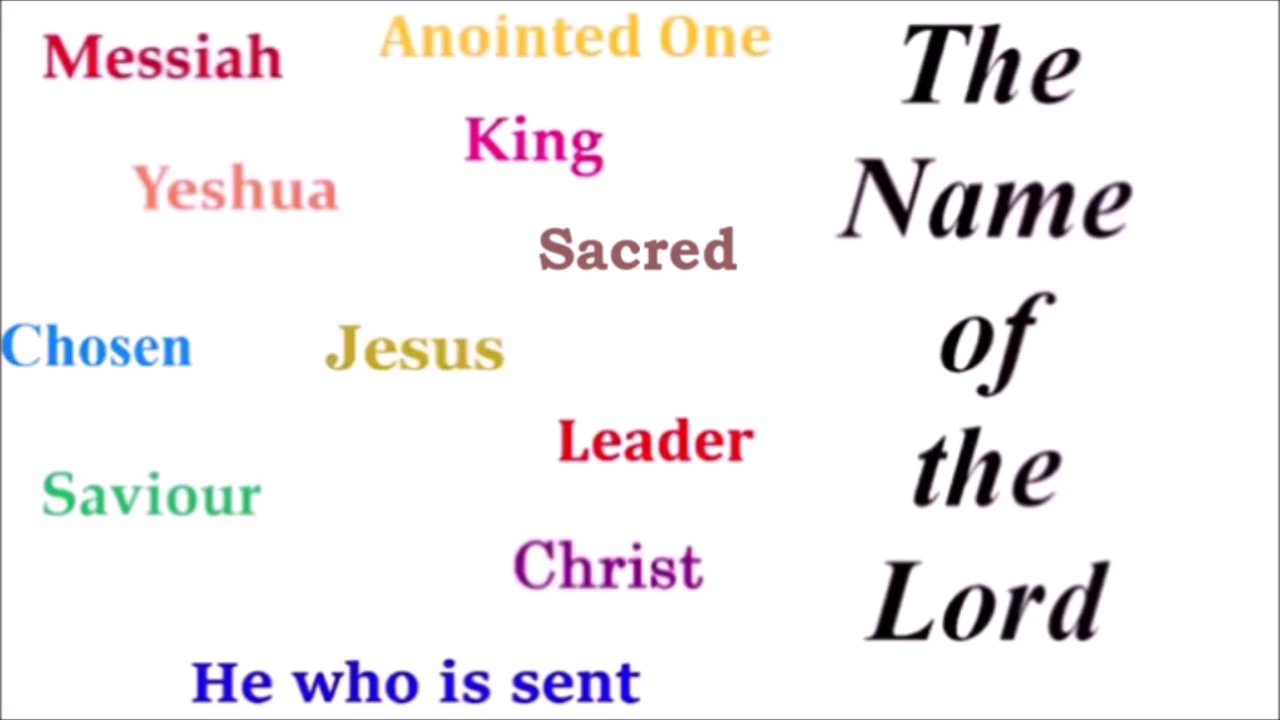 Messiah
Anointed One
King
Yeshua
Sacred
Chosen
Jesus
Leader
Saviour
Christ
He who is sent
The
Name
of
the
Lord